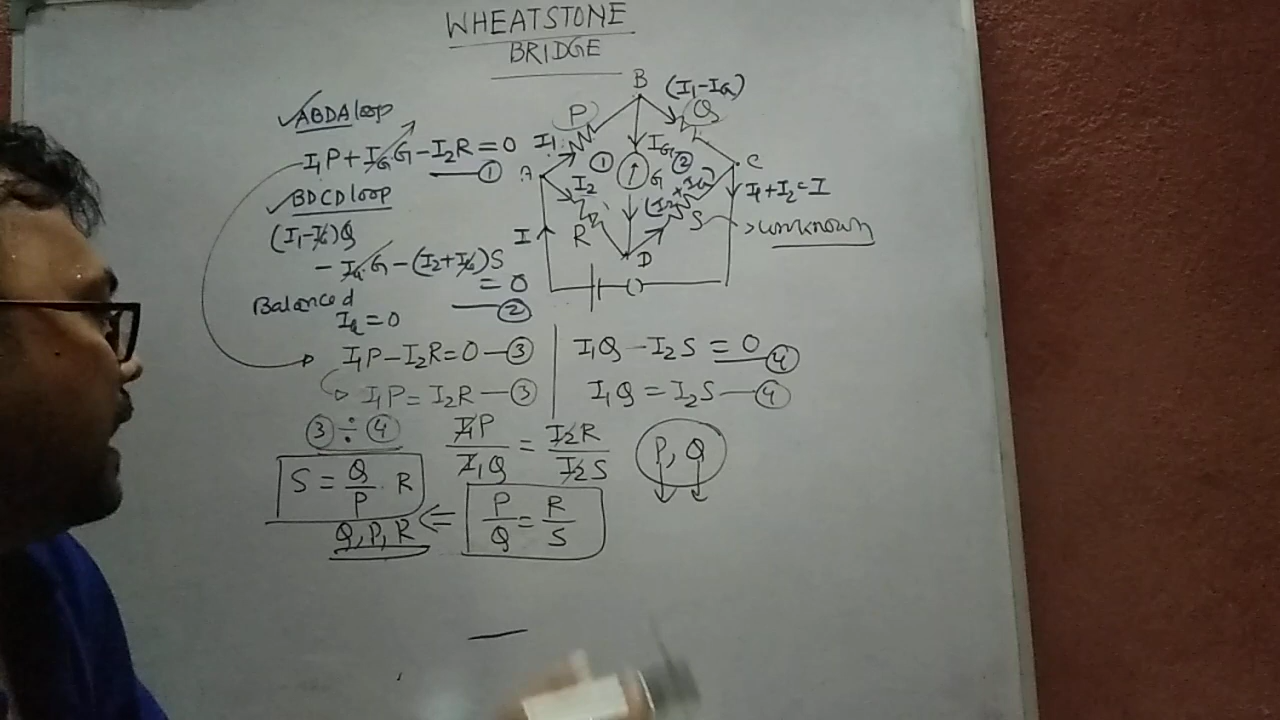 WHEATSTONE
BRIDGE
ABDA loop
I₁P + I_G G – I₂R = 0
①
BDCD loop
(I₁ – I_G)Q
– I_G G – (I₂ + I_G)S
= 0
②
Balanced
I_G = 0
I₁P – I₂R = 0 — ③
I₁P = I₂R — ③
I₁Q – I₂S = 0 ④
I₁Q = I₂S — ④
③ ÷ ④
I₁P / I₁Q = I₂R / I₂S
P, Q
S = Q/P . R
Q, P, R
⇐ P/Q = R/S
B
(I₁ – I_G)
P
Q
I₁
I_G
①
②
A
C
I₂
G
I₁ + I₂ = I
R
S
unknown
I
D